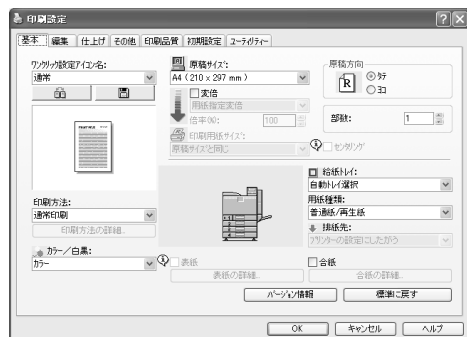 印刷設定
基本 編集 仕上げ その他 印刷品質 初期設定 ユーティリティー
ワンクリック設定アイコン名:
通常
印刷方法:
通常印刷
印刷方法の詳細...
カラー/白黒:
カラー
原稿サイズ:
A4 (210 x 297 mm)
変倍
用紙指定変倍
倍率(%): 100
印刷用紙サイズ:
原稿サイズと同じ
原稿方向
R
タテ
ヨコ
部数: 1
センタリング
給紙トレイ:
自動トレイ選択
用紙種類:
普通紙/再生紙
排紙先:
プリンターの設定にしたがう
表紙
表紙の詳細...
合紙
合紙の詳細...
バージョン情報 標準に戻す
OK キャンセル ヘルプ